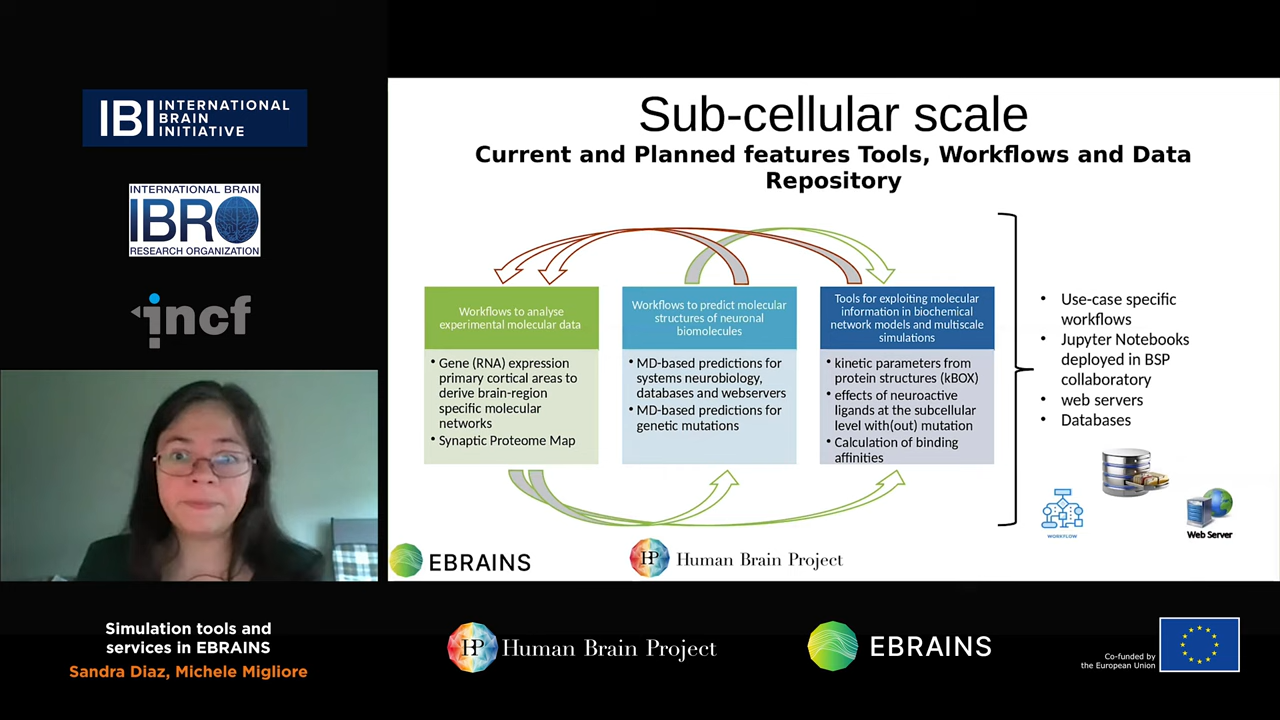 IBI INTERNATIONAL
BRAIN
INITIATIVE
INTERNATIONAL BRAIN
IBRO
RESEARCH ORGANIZATION
incf
Sub-cellular scale
Current and Planned features Tools, Workflows and Data
Repository
Workflows to analyse
experimental molecular data
• Gene (RNA) expression
primary cortical areas to
derive brain-region
specific molecular
networks
• Synaptic Proteome Map
Workflows to predict molecular
structures of neuronal
biomolecules
• MD-based predictions for
systems neurobiology,
databases and webservers
• MD-based predictions for
genetic mutations
Tools for exploiting molecular
information in biochemical
network models and multiscale
simulations
• kinetic parameters from
protein structures (kBOX)
• effects of neuroactive
ligands at the subcellular
level with(out) mutation
• Calculation of binding
affinities
• Use-case specific
workflows
• Jupyter Notebooks
deployed in BSP
collaboratory
• web servers
• Databases
WORKFLOW
Web Server
EBRAINS
HBP Human Brain Project
Simulation tools and
services in EBRAINS
Sandra Diaz, Michele Migliore
HBP Human Brain Project
EBRAINS
Co-funded by
the European Union